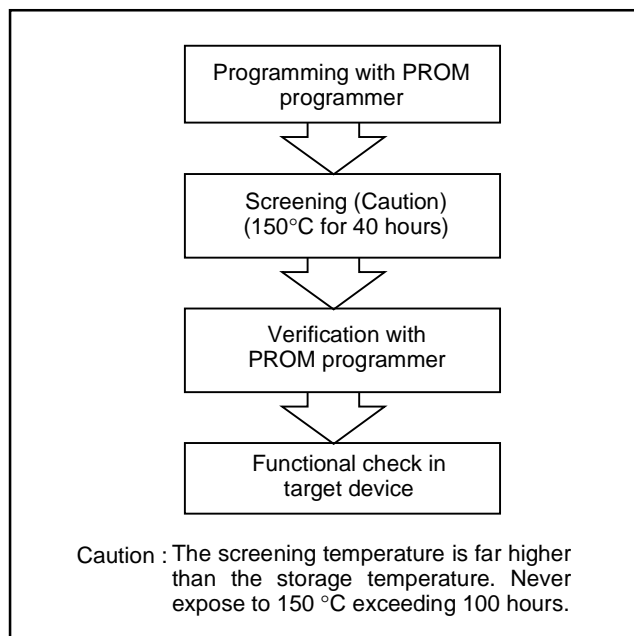 Programming with PROM
programmer
Screening (Caution)
(150°C for 40 hours)
Verification with
PROM programmer
Functional check in
target device
Caution : The screening temperature is far higher
than the storage temperature. Never
expose to 150 °C exceeding 100 hours.